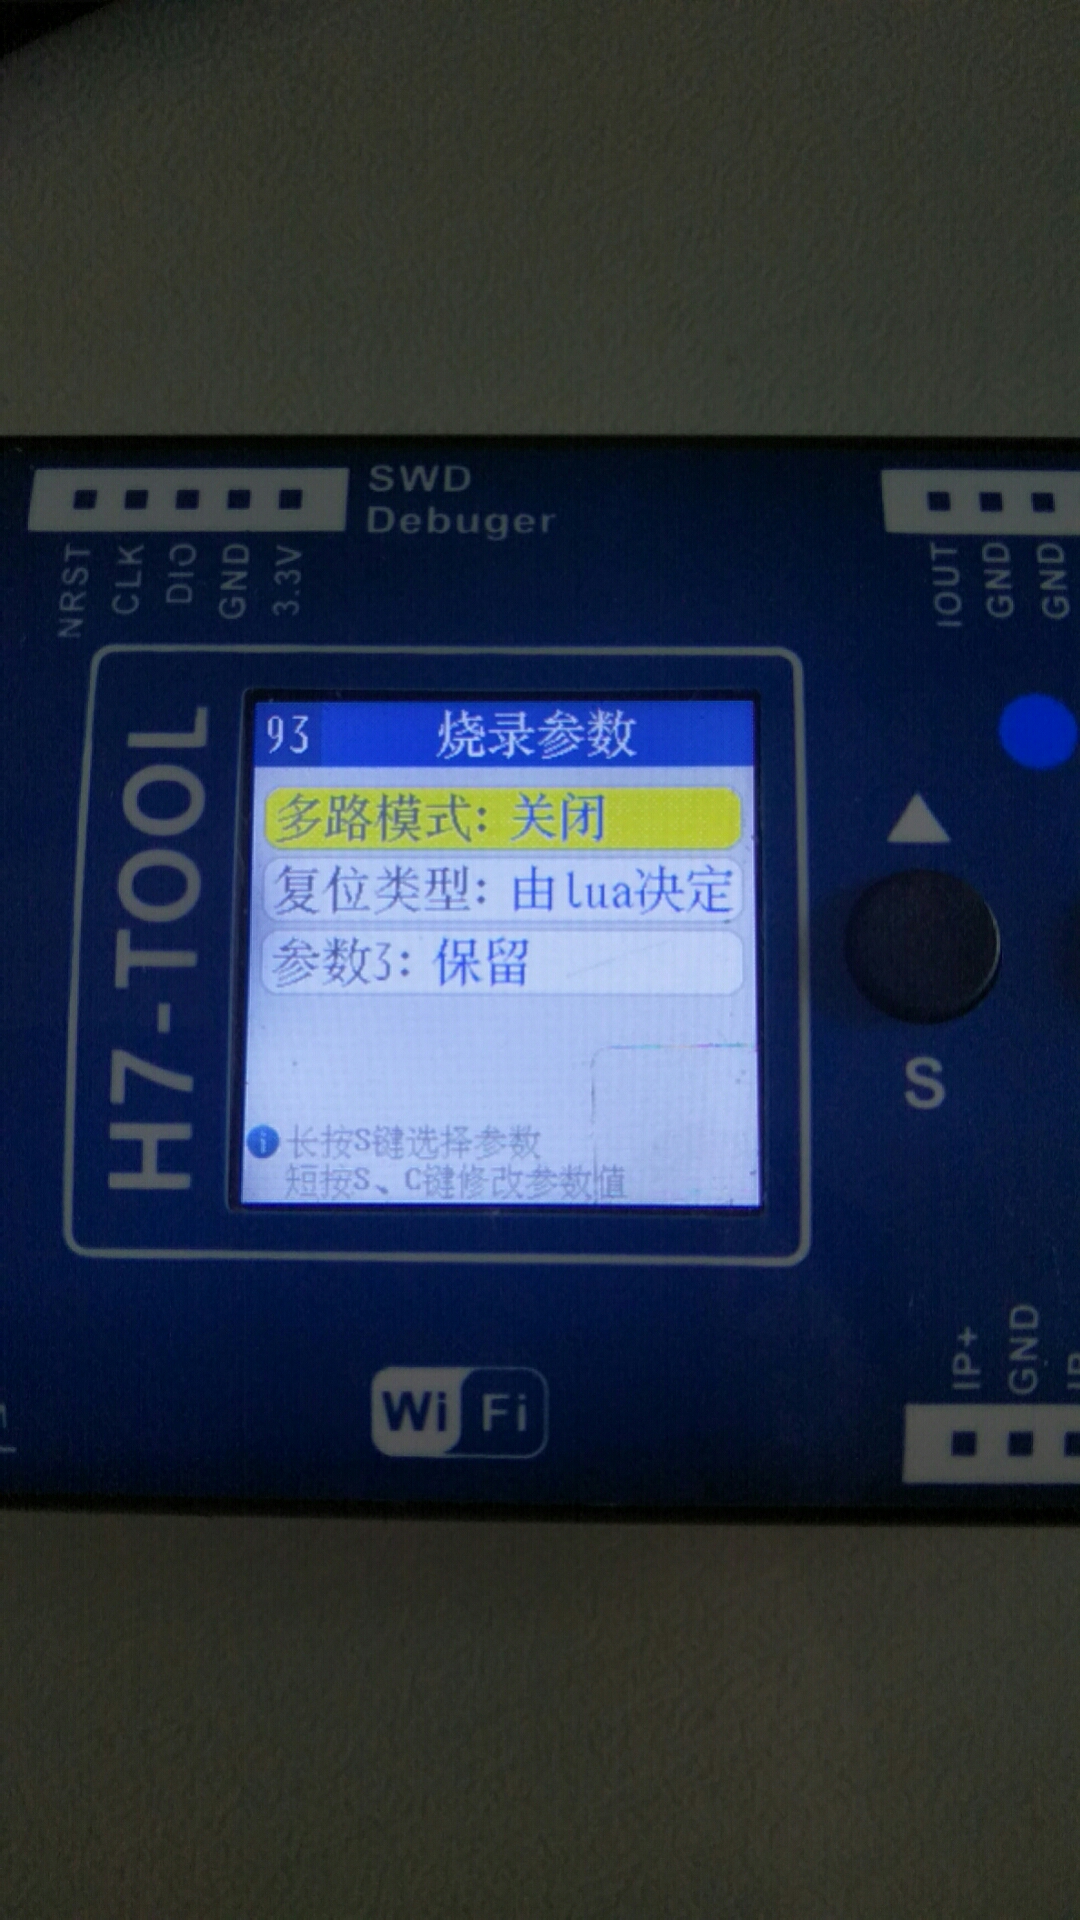 SWD
Debuger
NRST
CLK
DIO
GND
3.3V
IOUT
GND
GND
H7-TOOL
93 烧录参数
多路模式: 关闭
复位类型: 由lua决定
参数3: 保留
i 长按S键选择参数
短按S、C键修改参数值
S
WiFi
IP+
GND